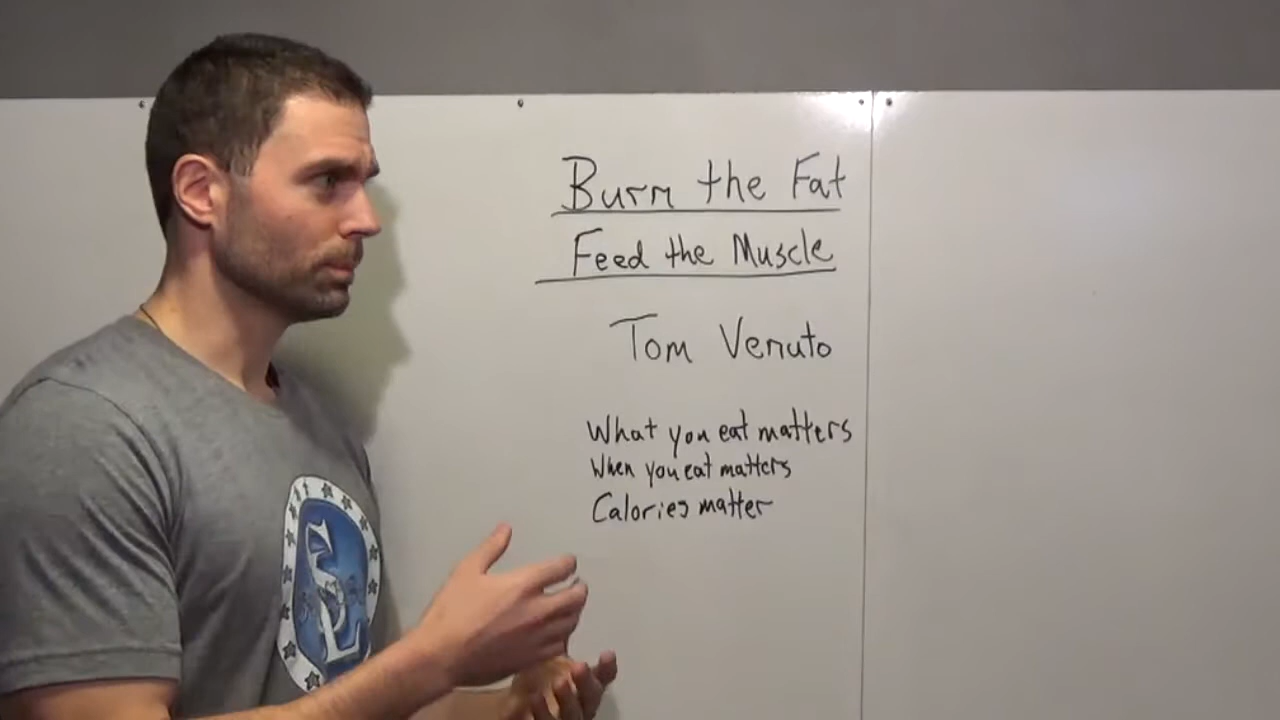 Burn the Fat
Feed the Muscle
Tom Venuto
What you eat matters
When you eat matters
Calories matter